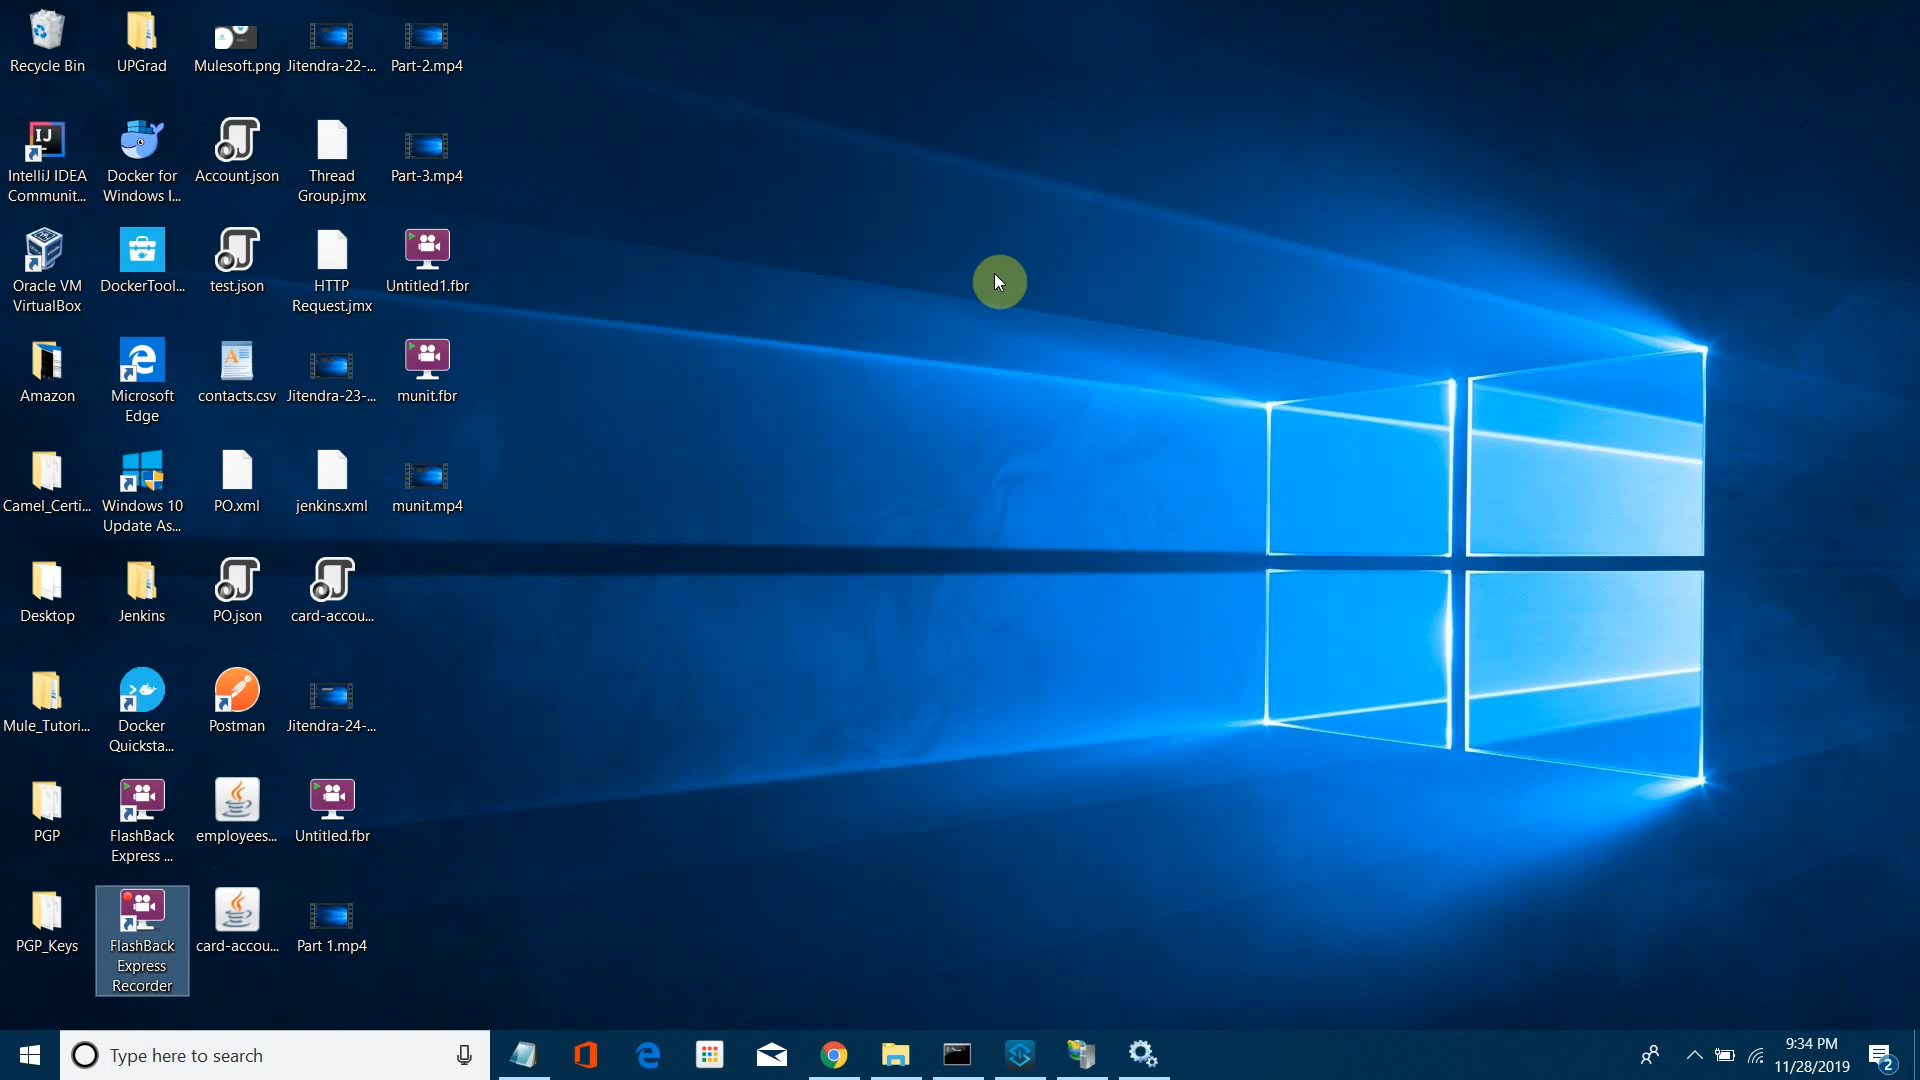 Recycle Bin
UPGrad
Mulesoft.png
Jitendra-22-...
Part-2.mp4
IntelliJ IDEA
Communit...
Docker for
Windows I...
Account.json
Thread
Group.jmx
Part-3.mp4
Oracle VM
VirtualBox
DockerTool...
test.json
HTTP
Request.jmx
Untitled1.fbr
Amazon
Microsoft
Edge
contacts.csv
Jitendra-23-...
munit.fbr
Camel_Certi...
Windows 10
Update As...
PO.xml
jenkins.xml
munit.mp4
Desktop
Jenkins
PO.json
card-accou...
Mule_Tutori...
Docker
Quicksta...
Postman
Jitendra-24-...
PGP
FlashBack
Express ...
employees...
Untitled.fbr
PGP_Keys
FlashBack
Express
Recorder
card-accou...
Part 1.mp4
Type here to search
9:34 PM
11/28/2019
2